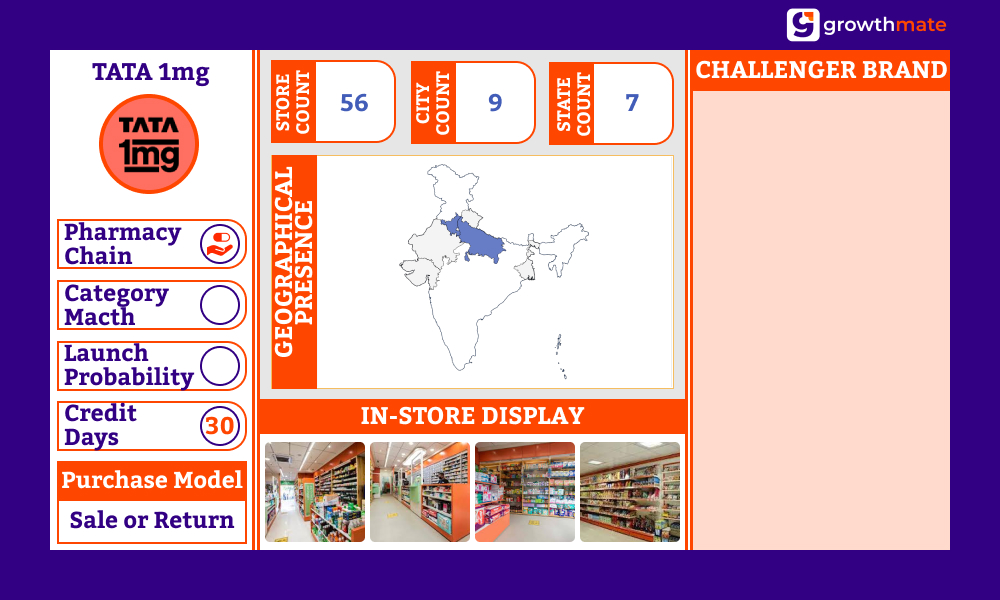 growthmate
TATA 1mg
TATA
1mg
Pharmacy
Chain
Category
Macth
Launch
Probability
Credit
Days
30
Purchase Model
Sale or Return
STORE
COUNT
56
CITY
COUNT
9
STATE
COUNT
7
GEOGRAPHICAL
PRESENCE
IN-STORE DISPLAY
CHALLENGER BRAND